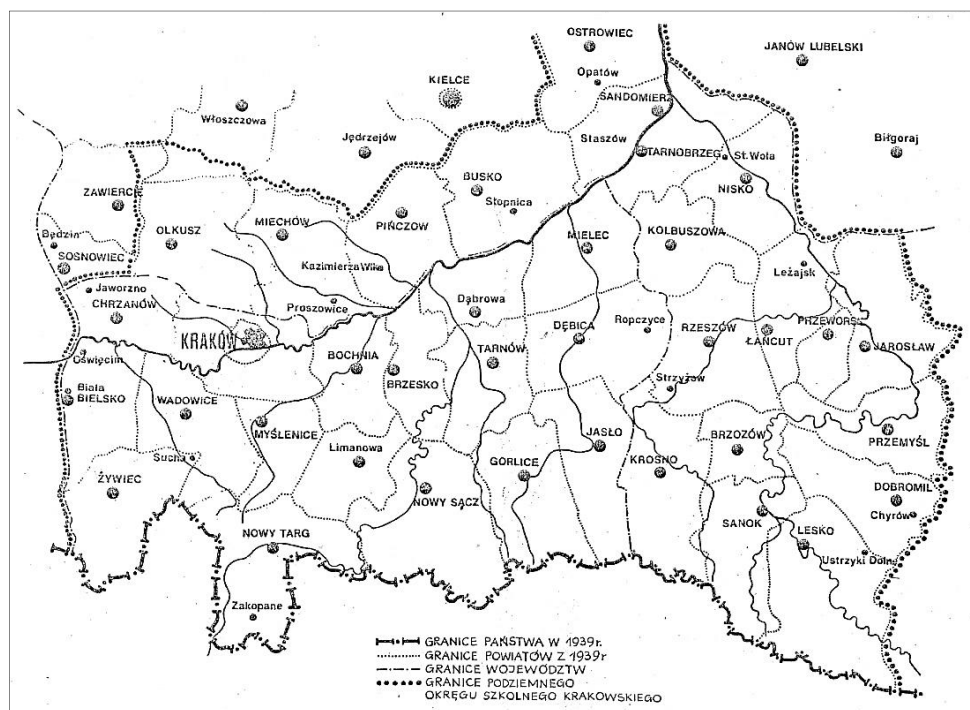 OSTROWIEC
JANÓW LUBELSKI
Opatów
KIELCE
SANDOMIERZ
Włoszczowa
Staszów
Jędrzejów
Biłgoraj
TARNOBRZEG
St. Wola
BUSKO
NISKO
ZAWIERCIE
Stopnica
PIŃCZÓW
OLKUSZ
MIECHÓW
MIELEC
KOLBUSZOWA
Będzin
SOSNOWIEC
Kazimierza Wlk.
Leżajsk
Jaworzno
CHRZANÓW
Proszowice
Dąbrowa
Ropczyce
PRZEWORSK
KRAKÓW
DĘBICA
RZESZÓW
ŁAŃCUT
JAROSŁAW
Oświęcim
BOCHNIA
TARNÓW
BRZESKO
Strzyżów
Biała
BIELSKO
WADOWICE
MYŚLENICE
JASŁO
BRZOZÓW
PRZEMYŚL
Limanowa
Sucha
GORLICE
KROSNO
ŻYWIEC
NOWY SĄCZ
DOBROMIL
Chyrów
SANOK
LESKO
NOWY TARG
Ustrzyki Dolne
Zakopane
GRANICE PAŃSTWA W 1939r.
GRANICE POWIATÓW Z 1939r
GRANICE WOJEWÓDZTW
GRANICE PODZIEMNEGO
OKRĘGU SZKOLNEGO KRAKOWSKIEGO